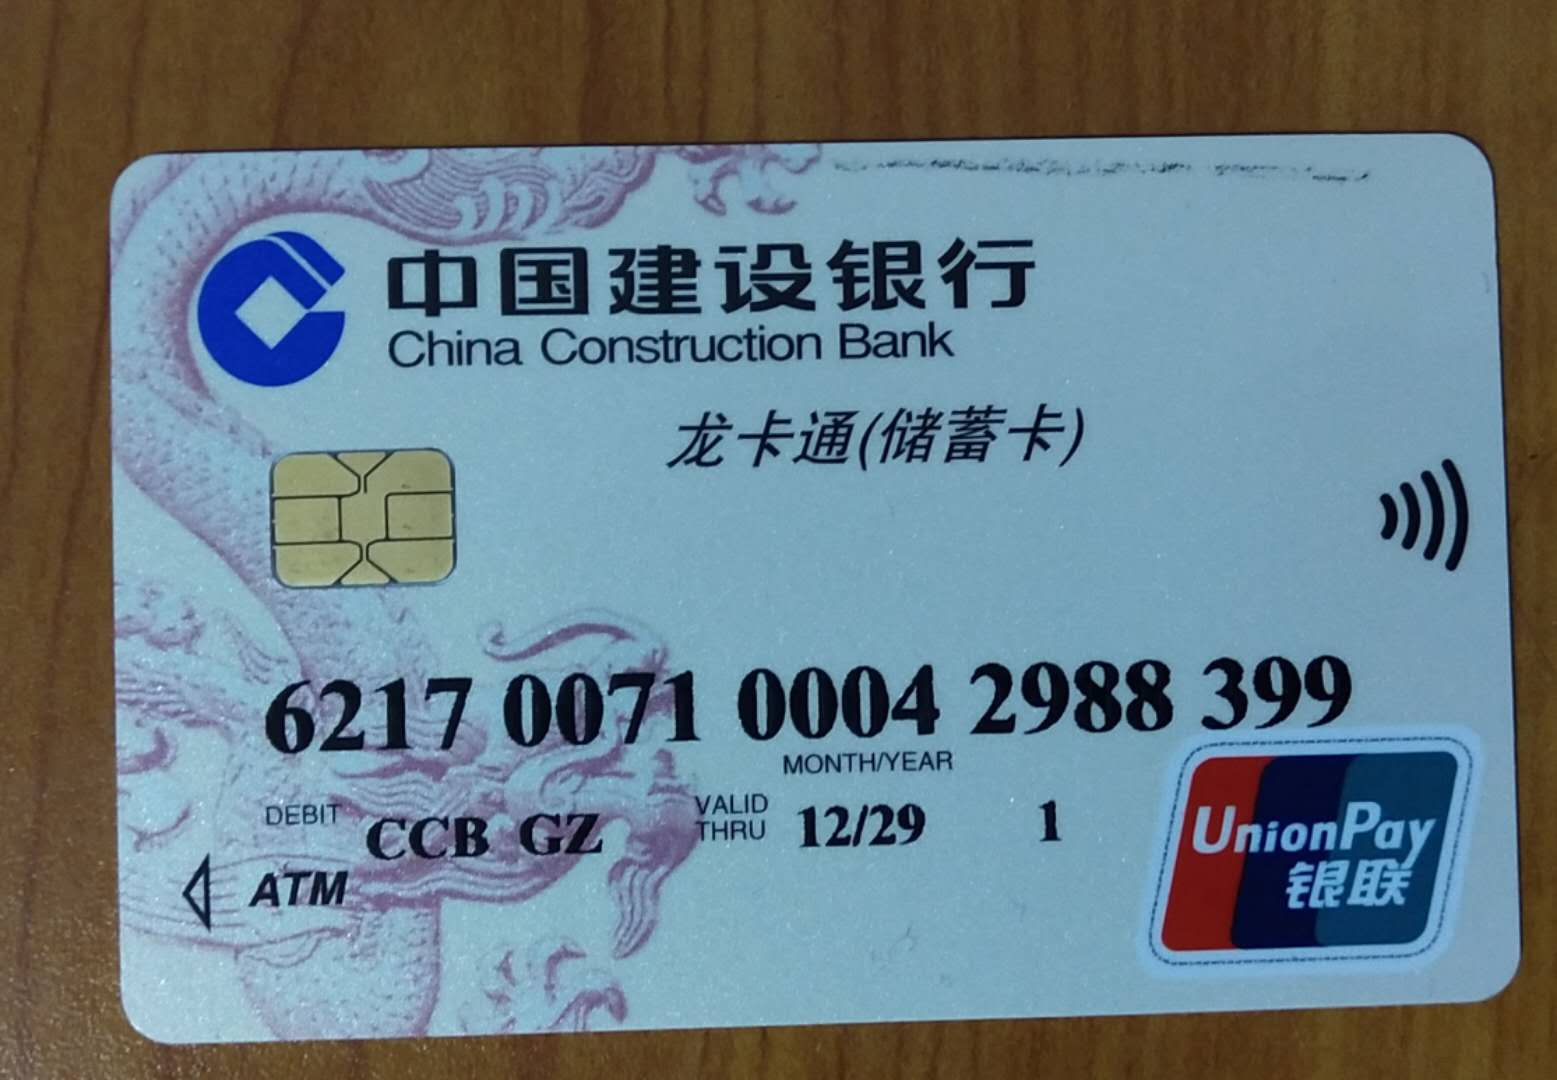 中国建设银行
China Construction Bank
龙卡通(储蓄卡)
6217 0071 0004 2988 399
MONTH/YEAR
DEBIT CCB GZ VALID THRU 12/29 1
ATM
UnionPay
银联